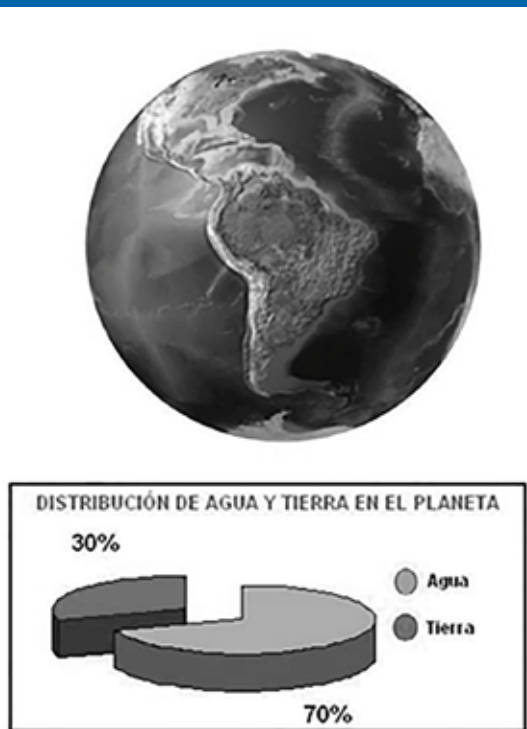 DISTRIBUCIÓN DE AGUA Y TIERRA EN EL PLANETA
30%
Agua
Tierra
70%